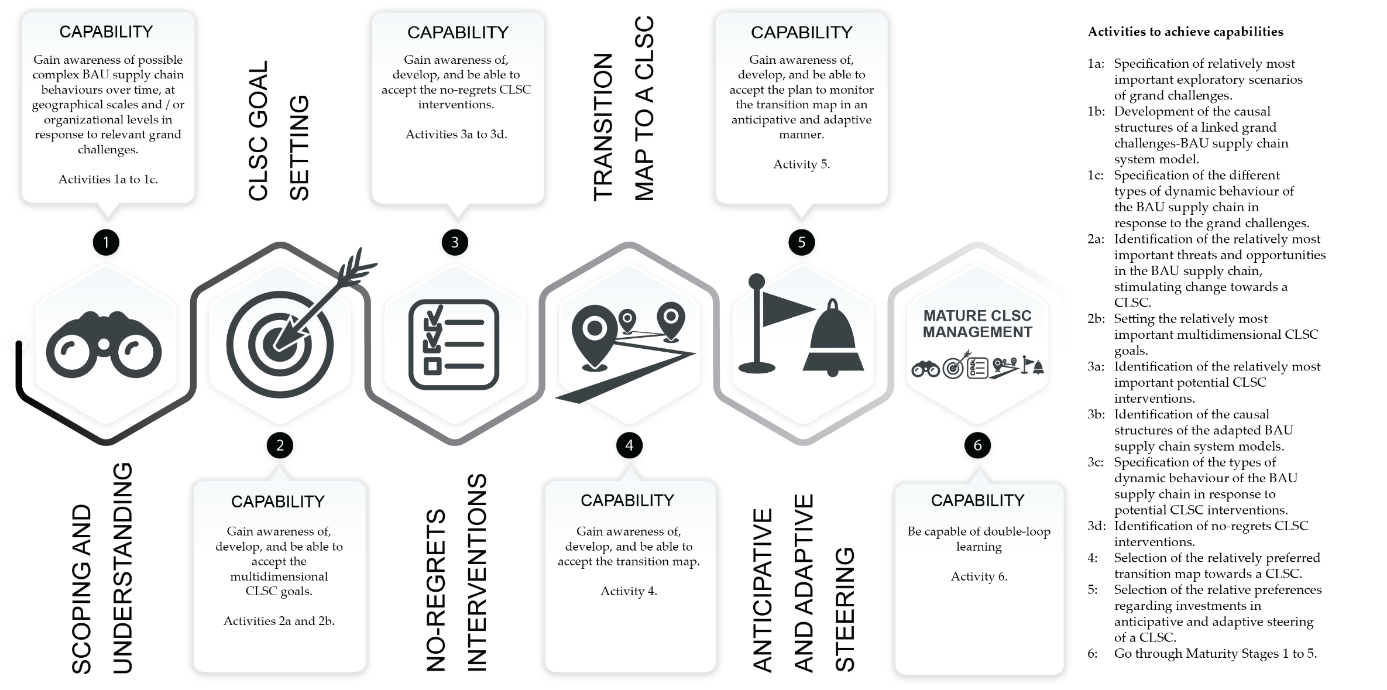 CAPABILITY
Gain awareness of possible
complex BAU supply chain
behaviours over time, at
geographical scales and / or
organizational levels in
response to relevant grand
challenges.
Activities 1a to 1c.
1
SCOPING AND
UNDERSTANDING
CLSC GOAL
SETTING
2
CAPABILITY
Gain awareness of,
develop, and be able to
accept the
multidimensional
CLSC goals.
Activities 2a and 2b.
CAPABILITY
Gain awareness of,
develop, and be able to
accept the no-regrets CLSC
interventions.
Activities 3a to 3d.
3
NO-REGRETS
INTERVENTIONS
TRANSITION
MAP TO A CLSC
4
CAPABILITY
Gain awareness of,
develop, and be able to
accept the transition map.
Activity 4.
CAPABILITY
Gain awareness of,
develop, and be able to
accept the plan to monitor
the transition map in an
anticipative and adaptive
manner.
Activity 5.
5
ANTICIPATIVE
AND ADAPTIVE
STEERING
MATURE CLSC
MANAGEMENT
6
CAPABILITY
Be capable of double-loop
learning
Activity 6.
Activities to achieve capabilities
1a: Specification of relatively most
important exploratory scenarios
of grand challenges.
1b: Development of the causal
structures of a linked grand
challenges-BAU supply chain
system model.
1c: Specification of the different
types of dynamic behaviour of
the BAU supply chain in
response to the grand challenges.
2a: Identification of the relatively most
important threats and opportunities
in the BAU supply chain,
stimulating change towards a
CLSC.
2b: Setting the relatively most
important multidimensional CLSC
goals.
3a: Identification of the relatively most
important potential CLSC
interventions.
3b: Identification of the causal
structures of the adapted BAU
supply chain system models.
3c: Specification of the types of
dynamic behaviour of the BAU
supply chain in response to
potential CLSC interventions.
3d: Identification of no-regrets CLSC
interventions.
4: Selection of the relatively preferred
transition map towards a CLSC.
5: Selection of the relative preferences
regarding investments in
anticipative and adaptive steering
of a CLSC.
6: Go through Maturity Stages 1 to 5.